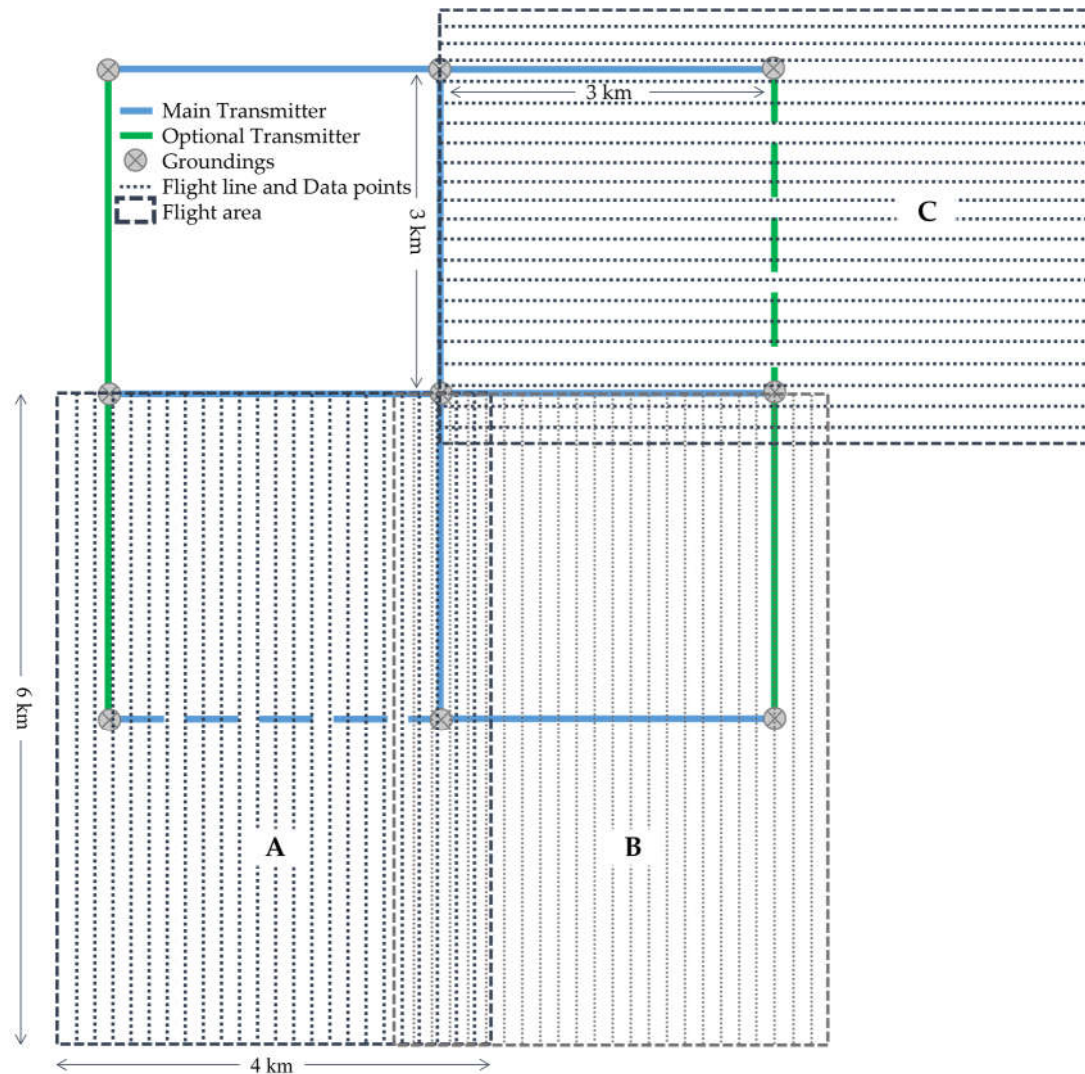 3 km
Main Transmitter
Optional Transmitter
Groundings
Flight line and Data points
Flight area
3 km
C
6 km
A
B
4 km